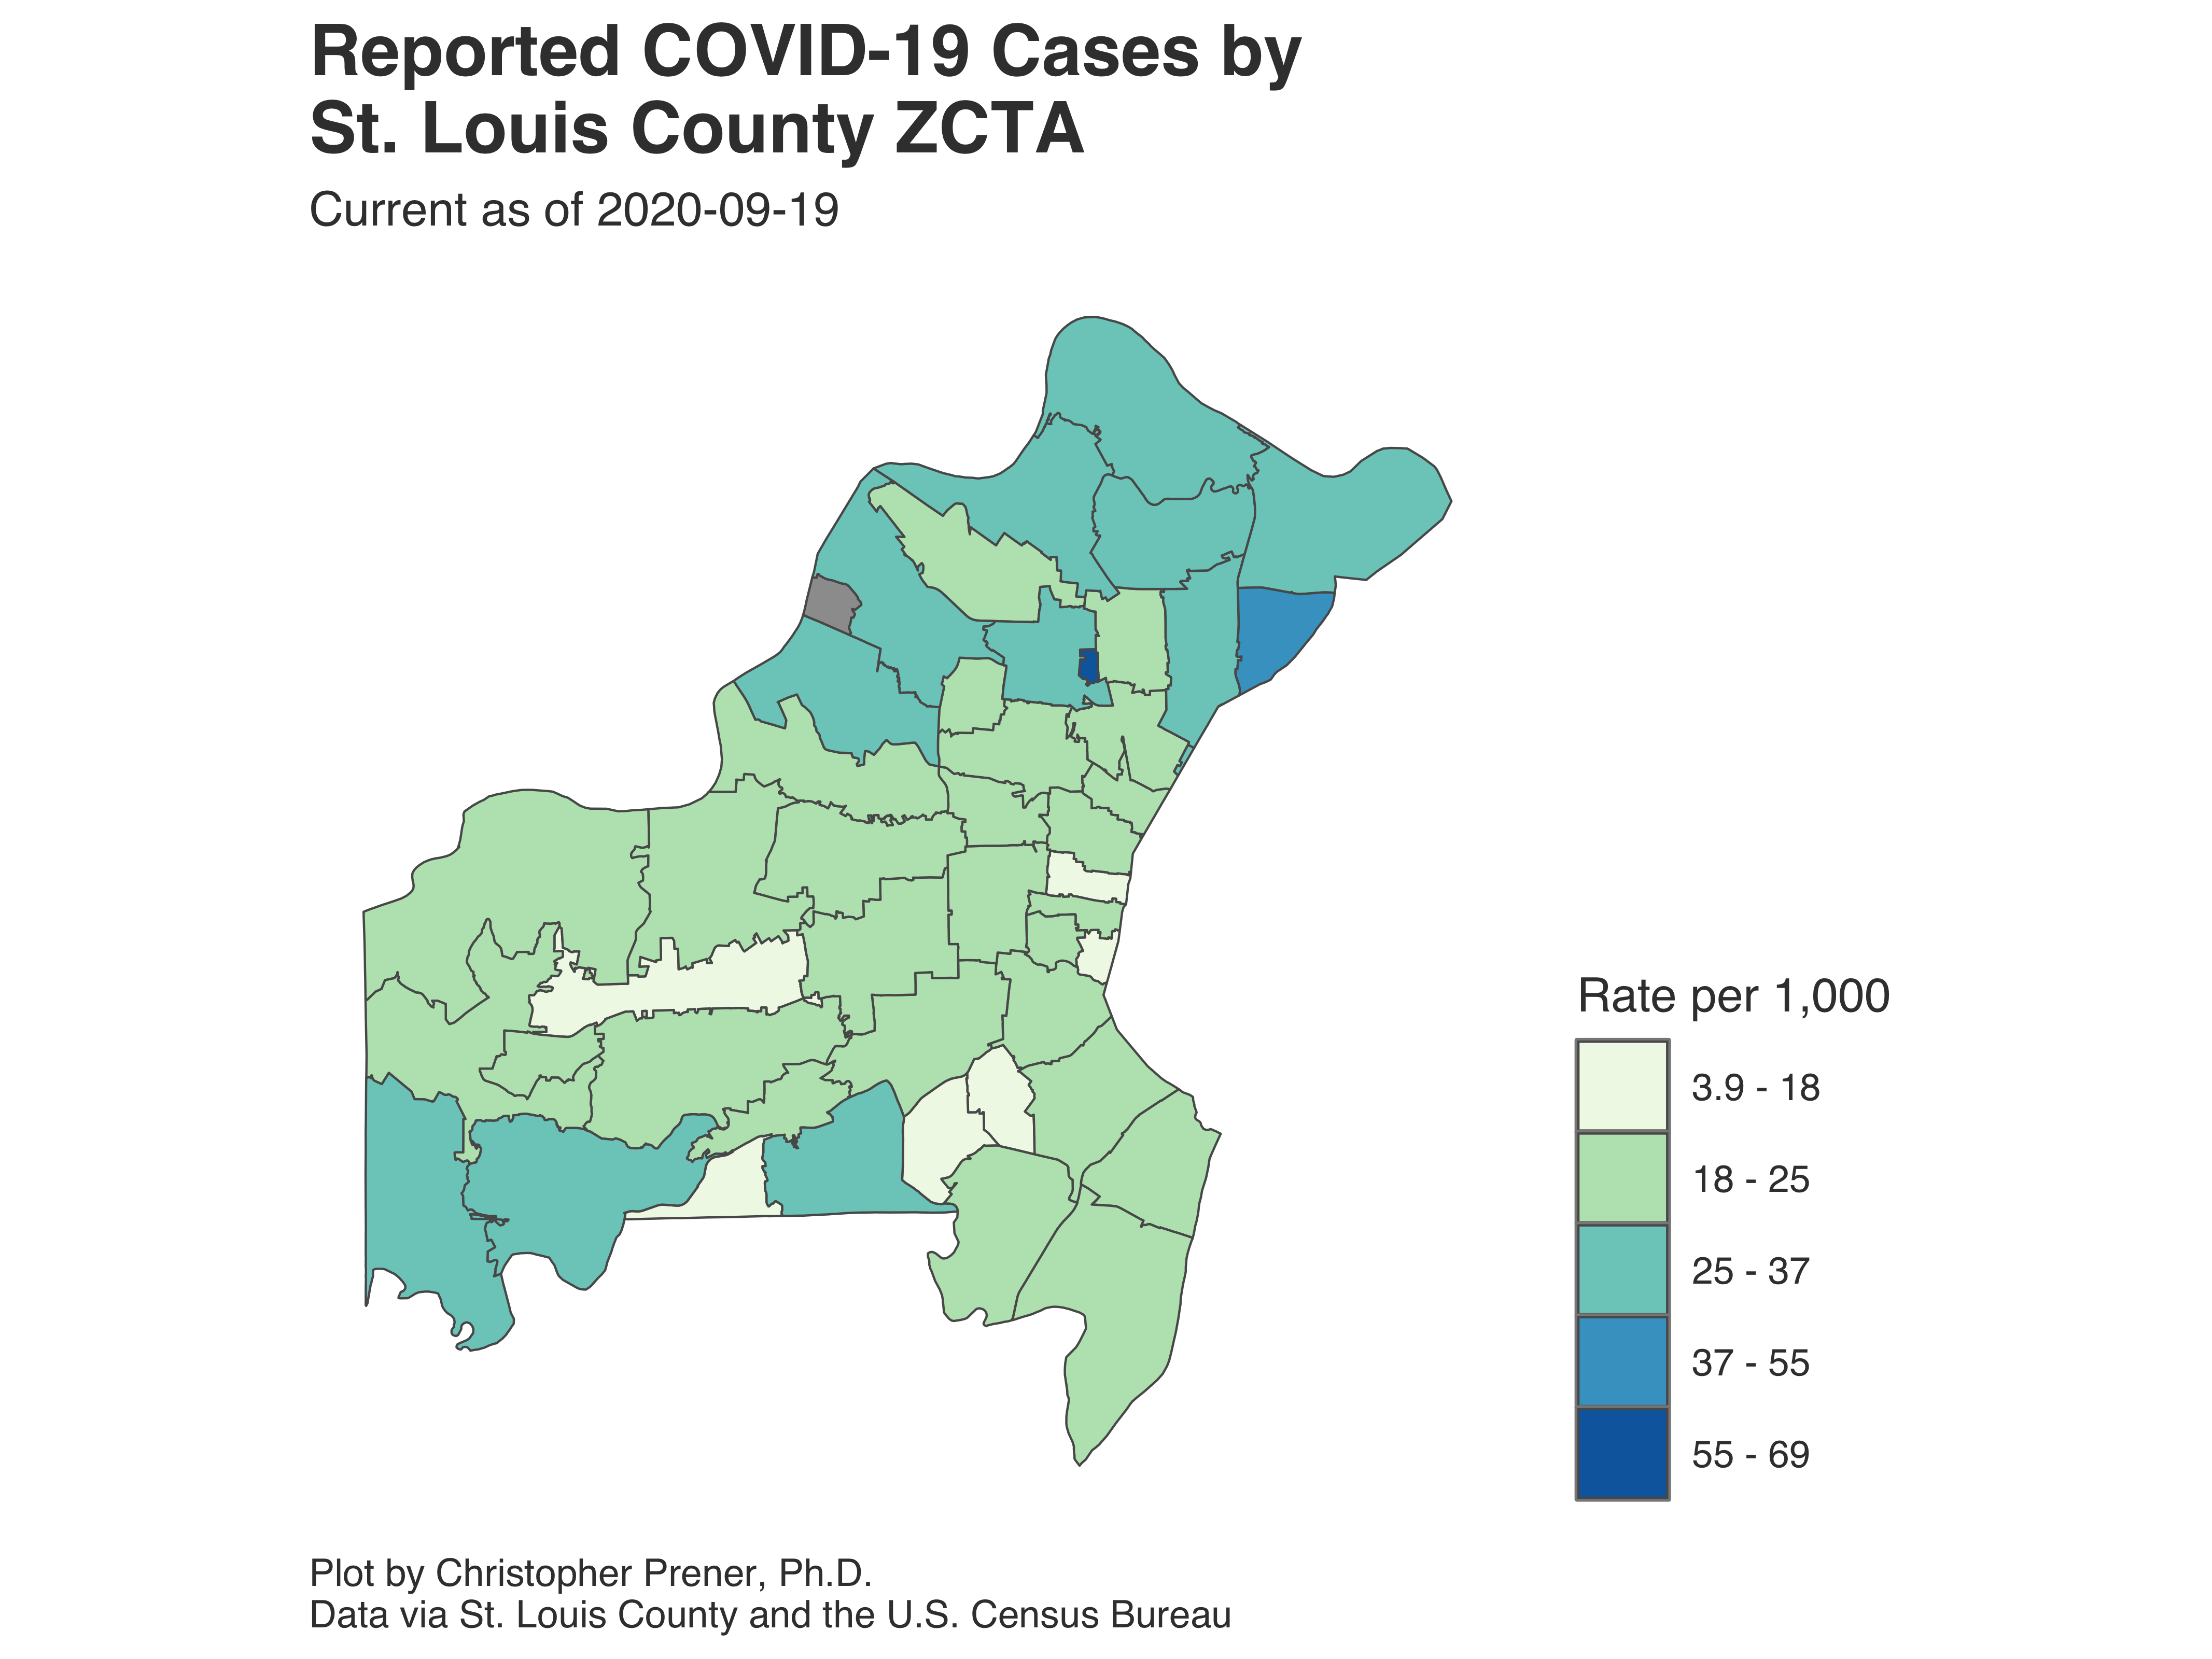 Reported COVID-19 Cases by
St. Louis County ZCTA
Current as of 2020-09-19
Rate per 1,000
3.9 - 18
18 - 25
25 - 37
37 - 55
55 - 69
Plot by Christopher Prener, Ph.D.
Data via St. Louis County and the U.S. Census Bureau